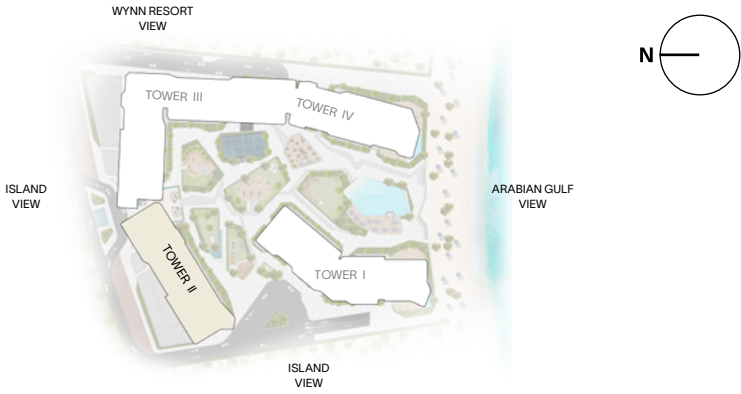 WYNN RESORT
VIEW
N
TOWER III
TOWER IV
ISLAND
VIEW
ARABIAN GULF
VIEW
TOWER II
TOWER I
ISLAND
VIEW